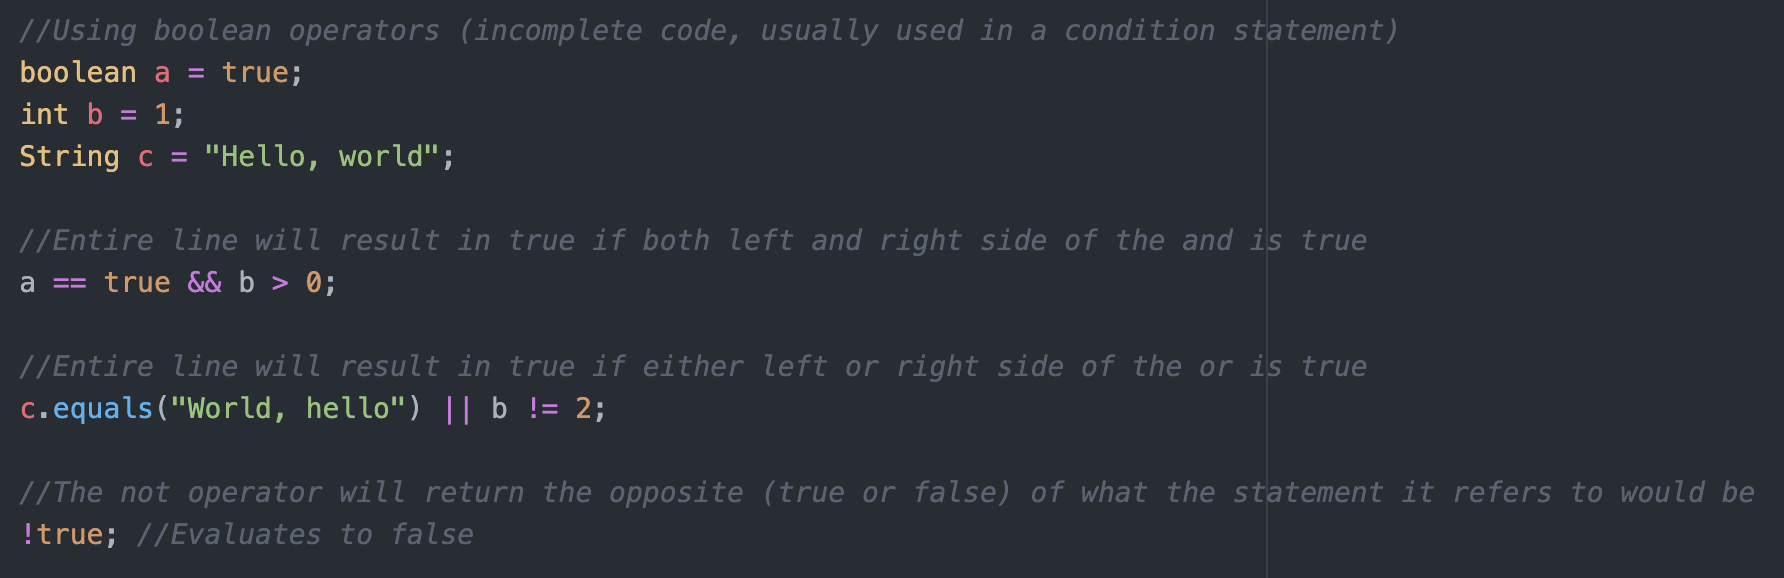 //Using boolean operators (incomplete code, usually used in a condition statement)
boolean a = true;
int b = 1;
String c = "Hello, world";
//Entire line will result in true if both left and right side of the and is true
a == true && b > 0;
//Entire line will result in true if either left or right side of the or is true
c.equals("World, hello") || b != 2;
//The not operator will return the opposite (true or false) of what the statement it refers to would be
!true; //Evaluates to false